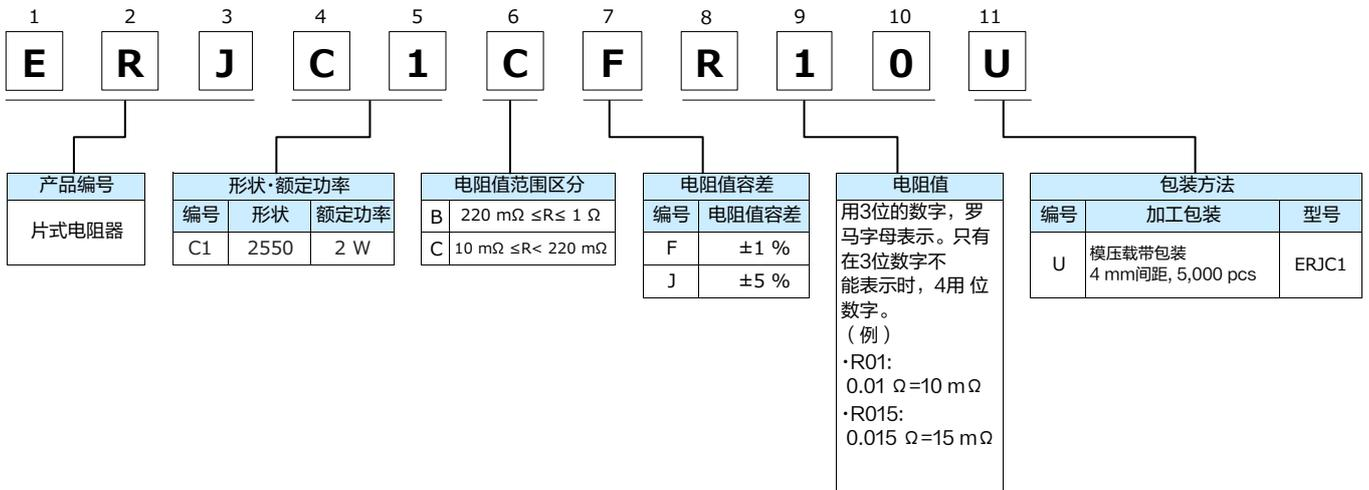 1 2 3 4 5 6 7 8 9 10 11
E R J C 1 C F R 1 0 U
产品编号
片式电阻器
形状·额定功率
编号 形状 额定功率
C1 2550 2 W
电阻值范围区分
B 220 mΩ ≤R≤ 1 Ω
C 10 mΩ ≤R< 220 mΩ
电阻值容差
编号 电阻值容差
F ±1 %
J ±5 %
电阻值
用3位的数字，罗
马字母表示。只有
在3位数字不
能表示时，4用 位
数字。
（例）
·R01:
0.01 Ω=10 mΩ
·R015:
0.015 Ω=15 mΩ
包装方法
编号 加工包装 型号
U 模压载带包装 ERJC1
4 mm间距, 5,000 pcs